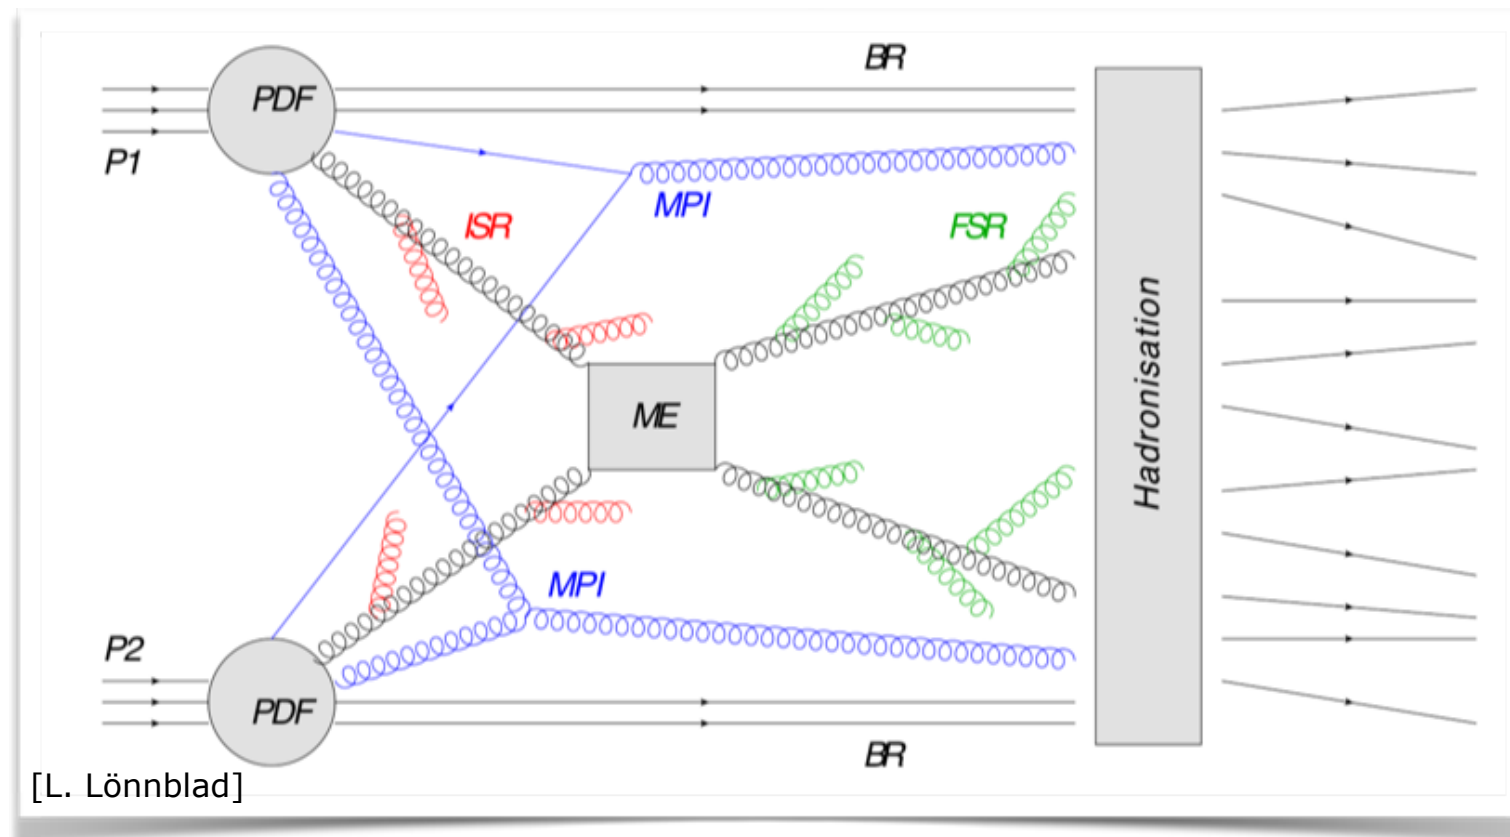 BR
PDF
P1
MPI
ISR
FSR
Hadronisation
ME
MPI
P2
PDF
BR
[L. Lönnblad]